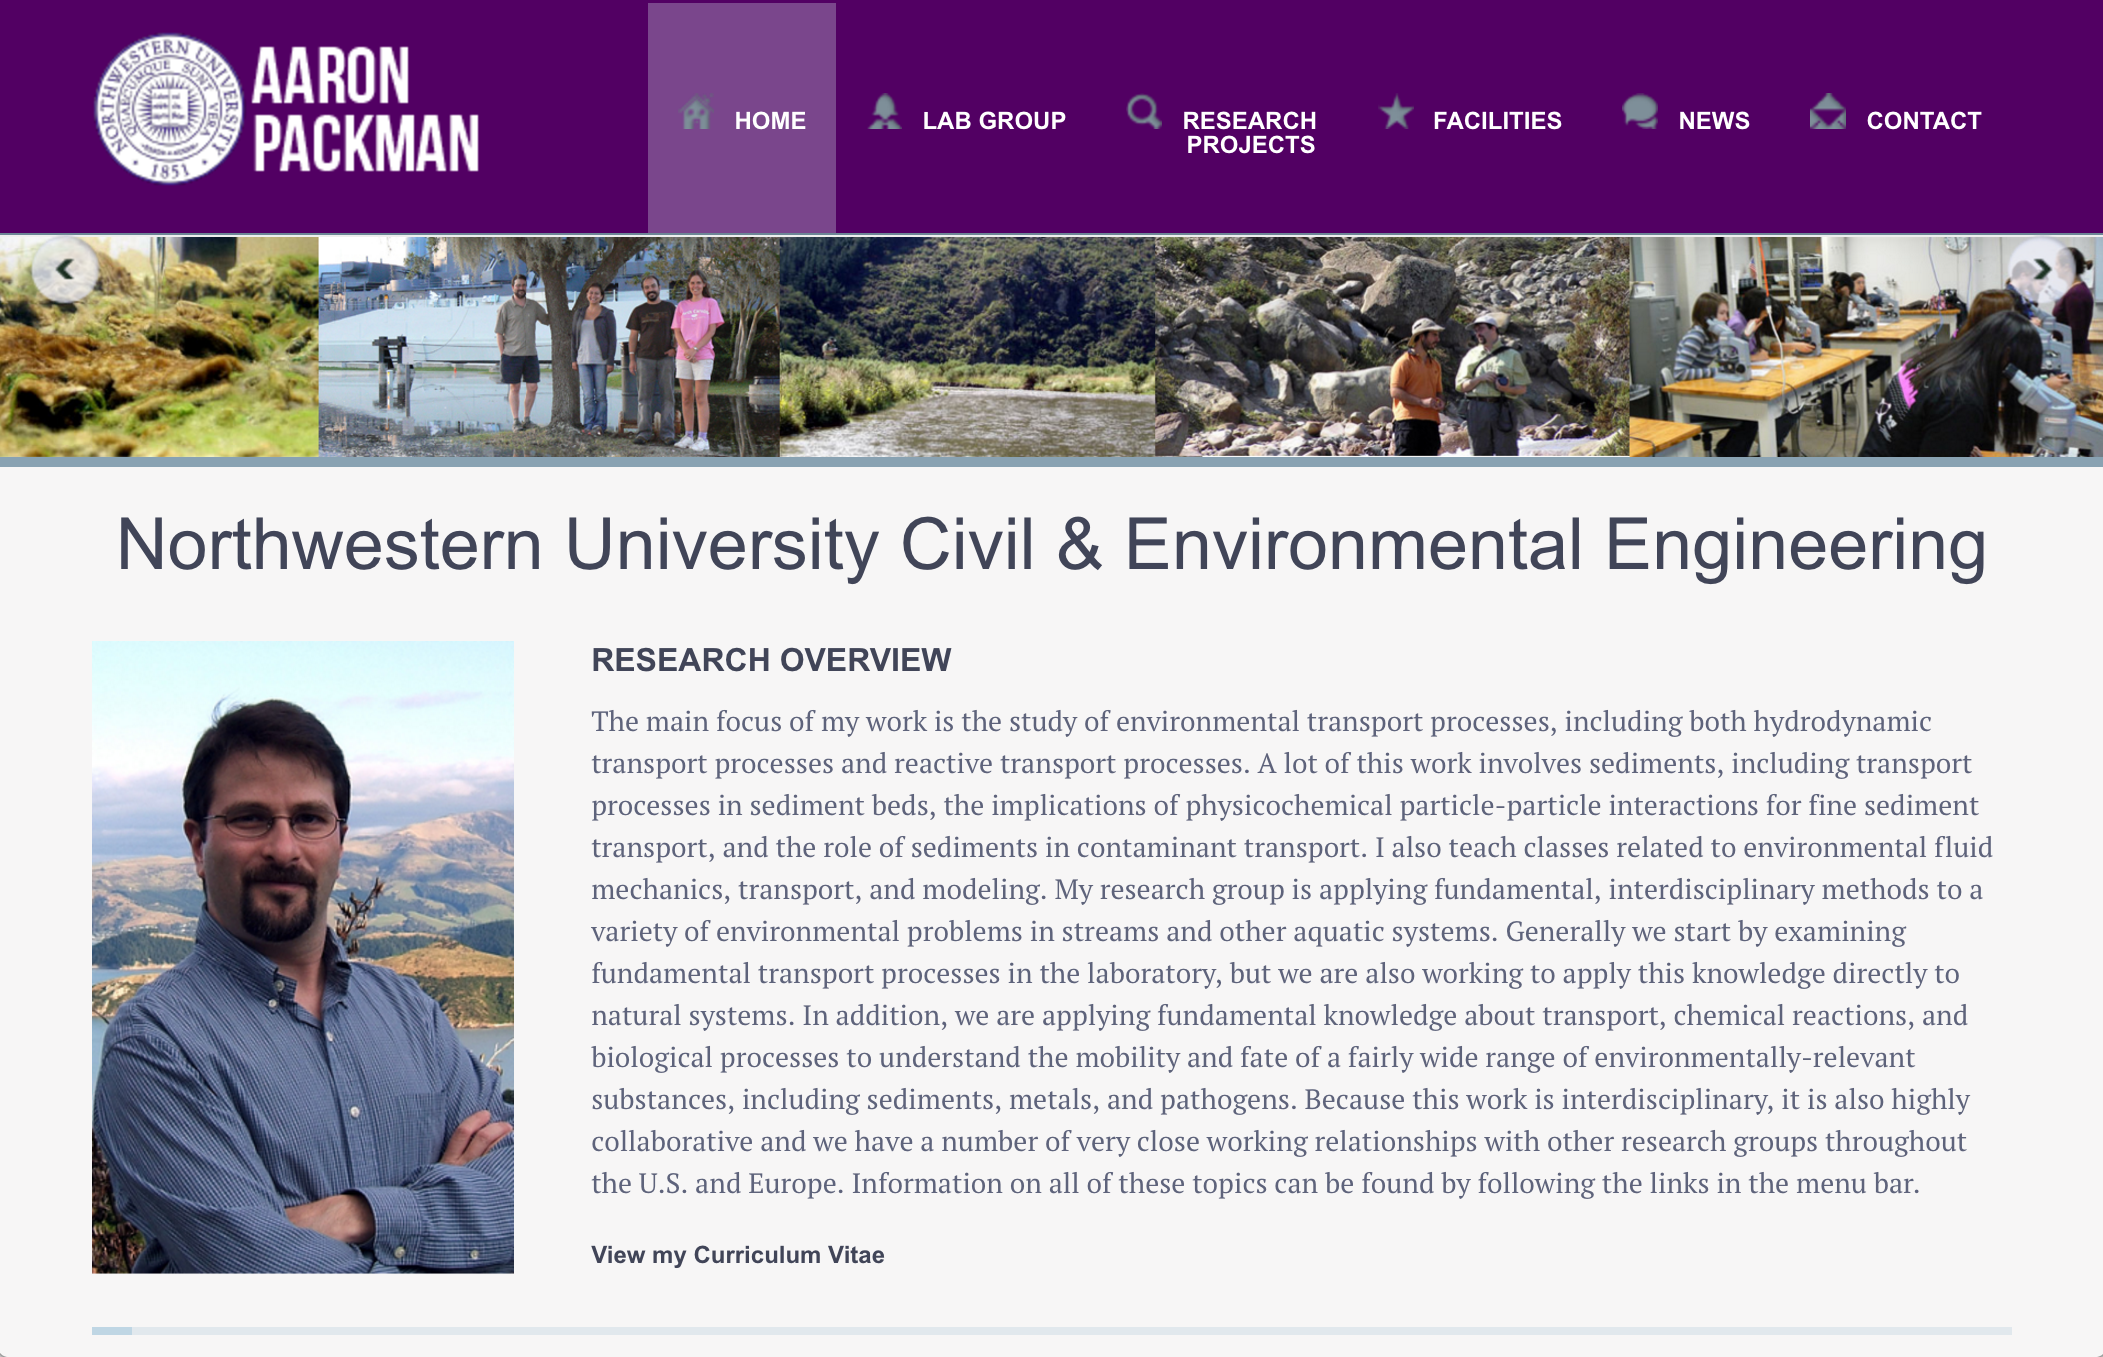 NORTHWESTERN UNIVERSITY
QUAECUMQUE SUNT VERA
1851
AARON
PACKMAN
HOME
LAB GROUP
RESEARCH
PROJECTS
FACILITIES
NEWS
CONTACT
Northwestern University Civil & Environmental Engineering
RESEARCH OVERVIEW
The main focus of my work is the study of environmental transport processes, including both hydrodynamic
transport processes and reactive transport processes. A lot of this work involves sediments, including transport
processes in sediment beds, the implications of physicochemical particle-particle interactions for fine sediment
transport, and the role of sediments in contaminant transport. I also teach classes related to environmental fluid
mechanics, transport, and modeling. My research group is applying fundamental, interdisciplinary methods to a
variety of environmental problems in streams and other aquatic systems. Generally we start by examining
fundamental transport processes in the laboratory, but we are also working to apply this knowledge directly to
natural systems. In addition, we are applying fundamental knowledge about transport, chemical reactions, and
biological processes to understand the mobility and fate of a fairly wide range of environmentally-relevant
substances, including sediments, metals, and pathogens. Because this work is interdisciplinary, it is also highly
collaborative and we have a number of very close working relationships with other research groups throughout
the U.S. and Europe. Information on all of these topics can be found by following the links in the menu bar.
View my Curriculum Vitae